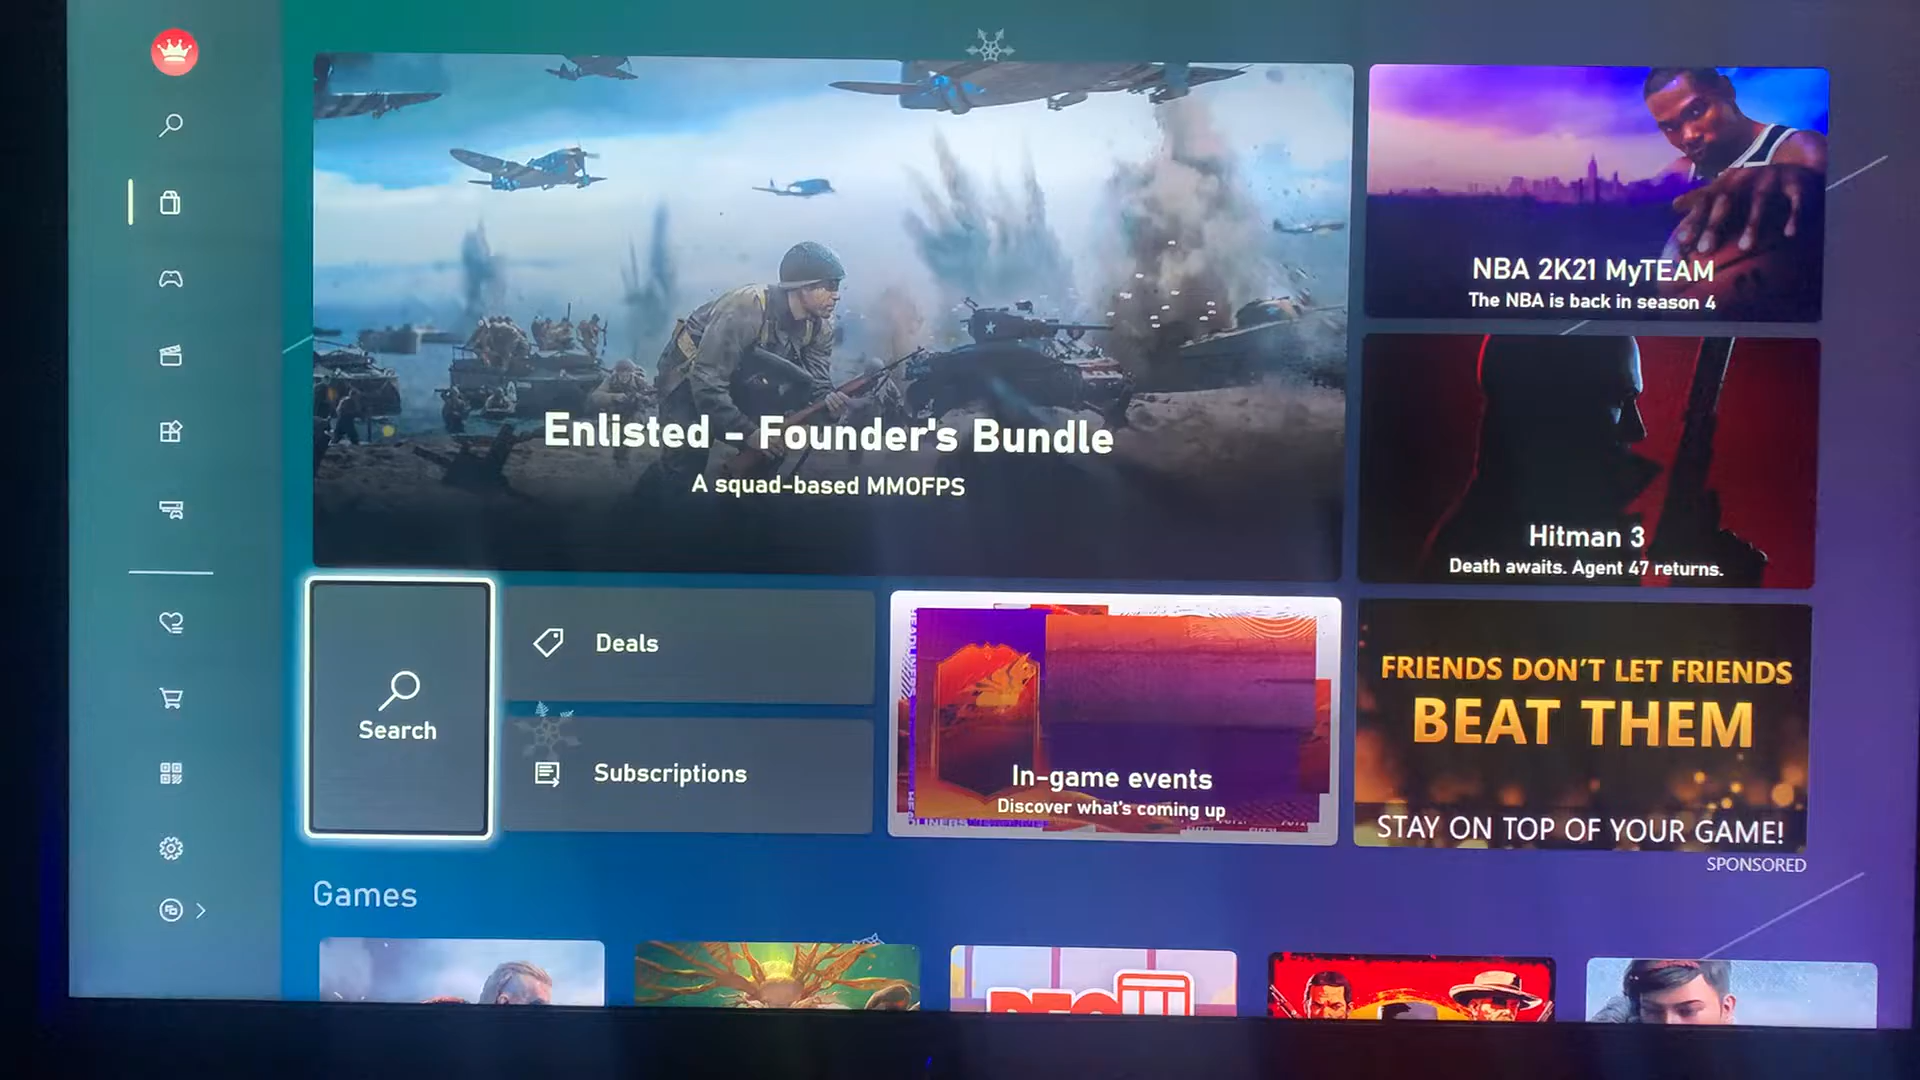 Enlisted - Founder's Bundle
A squad-based MMOFPS
NBA 2K21 MyTEAM
The NBA is back in season 4
Hitman 3
Death awaits. Agent 47 returns.
Search
Deals
Subscriptions
In-game events
Discover what's coming up
FRIENDS DON'T LET FRIENDS
BEAT THEM
STAY ON TOP OF YOUR GAME!
SPONSORED
Games